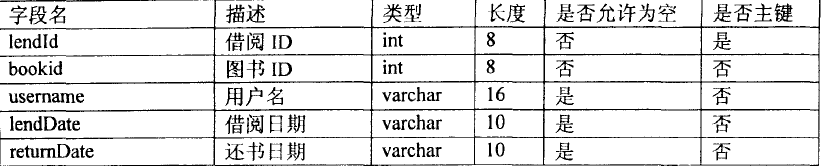 字段名 描述 类型 长度 是否允许为空 是否主键
lendId 借阅 ID int 8 否 是
bookid 图书 ID int 8 否 否
username 用户名 varchar 16 是 否
lendDate 借阅日期 varchar 10 是 否
returnDate 还书日期 varchar 10 是 否